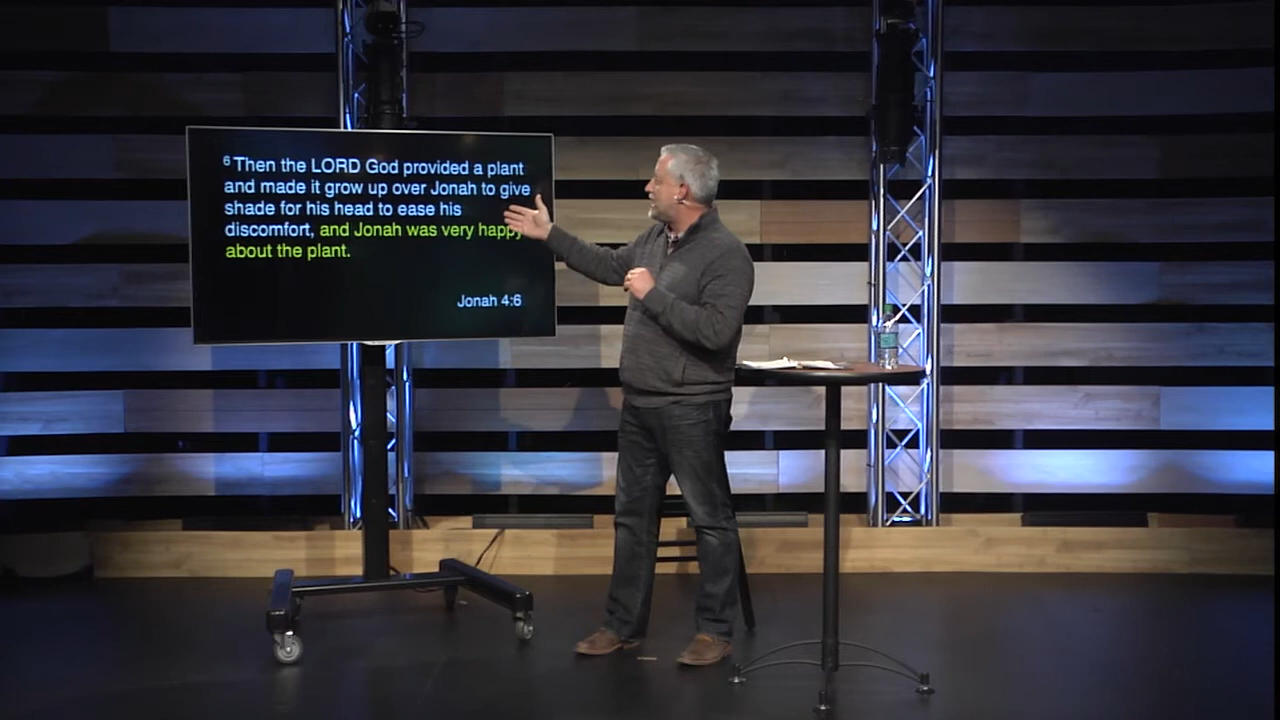 6 Then the LORD God provided a plant
and made it grow up over Jonah to give
shade for his head to ease his
discomfort, and Jonah was very happy
about the plant.
Jonah 4:6